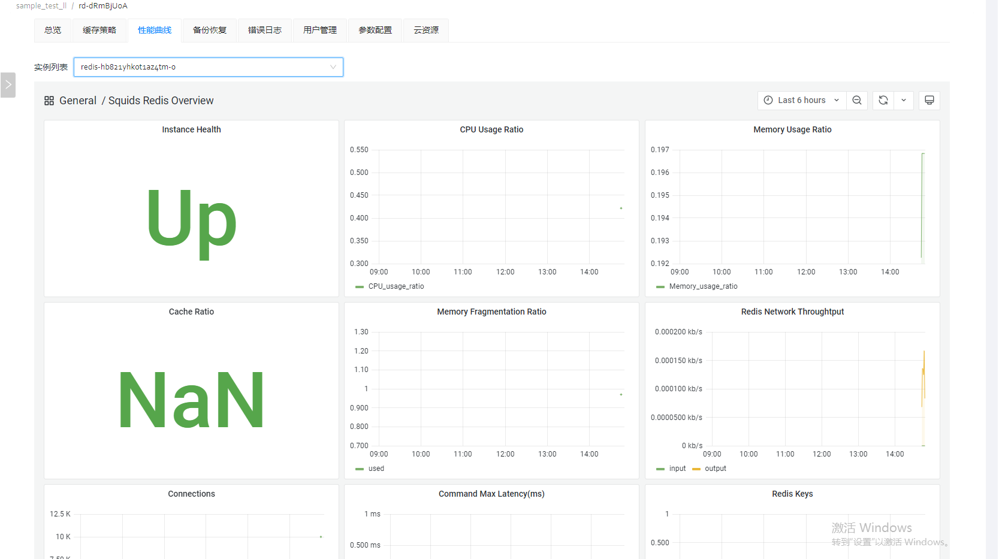 sample_test_ll / rd-dRmBjUoA
总览 缓存策略 性能曲线 备份恢复 错误日志 用户管理 参数配置 云资源
实例列表 redis-hb821yhkot1az4tm-0
General / Squids Redis Overview Last 6 hours
Instance Health
Up
CPU Usage Ratio
0.550
0.500
0.450
0.400
0.350
0.300
09:00 10:00 11:00 12:00 13:00 14:00
CPU_usage_ratio
Memory Usage Ratio
0.197
0.196
0.195
0.194
0.193
0.192
09:00 10:00 11:00 12:00 13:00 14:00
Memory_usage_ratio
Cache Ratio
NaN
Memory Fragmentation Ratio
1.30
1.20
1.10
1
0.900
0.800
0.700
09:00 10:00 11:00 12:00 13:00 14:00
used
Redis Network Throughtput
0.000200 kb/s
0.000150 kb/s
0.000100 kb/s
0.0000500 kb/s
0 kb/s
09:00 10:00 11:00 12:00 13:00 14:00
input output
Connections
12.5 K
10 K
7.50 K
Command Max Latency(ms)
1 ms
0.500 ms
Redis Keys
1
0.500
激活 Windows
转到"设置"以激活 Windows。